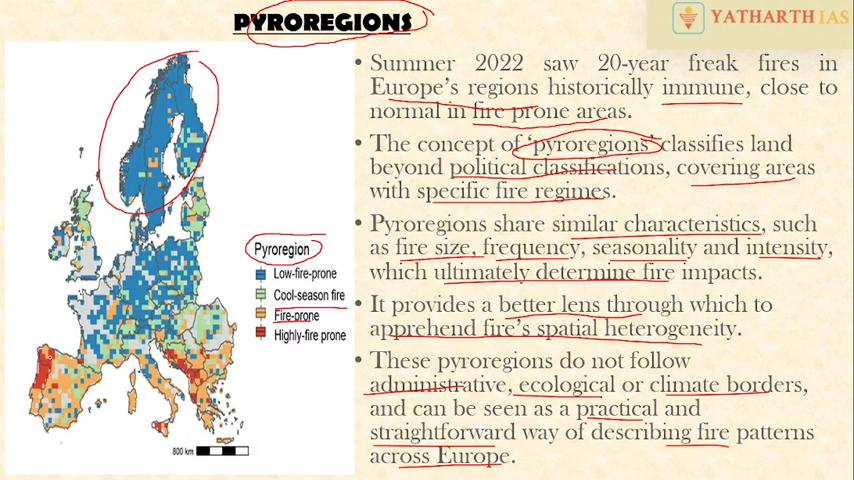 PYROREGIONS
YATHARTH IAS
• Summer 2022 saw 20-year freak fires in
Europe's regions historically immune, close to
normal in fire prone areas.
• The concept of 'pyroregions' classifies land
beyond political classifications, covering areas
with specific fire regimes.
• Pyroregions share similar characteristics, such
as fire size, frequency, seasonality and intensity,
which ultimately determine fire impacts.
• It provides a better lens through which to
apprehend fire's spatial heterogeneity.
• These pyroregions do not follow
administrative, ecological or climate borders,
and can be seen as a practical and
straightforward way of describing fire patterns
across Europe.
Pyroregion
Low-fire-prone
Cool-season fire
Fire-prone
Highly-fire prone
800 km